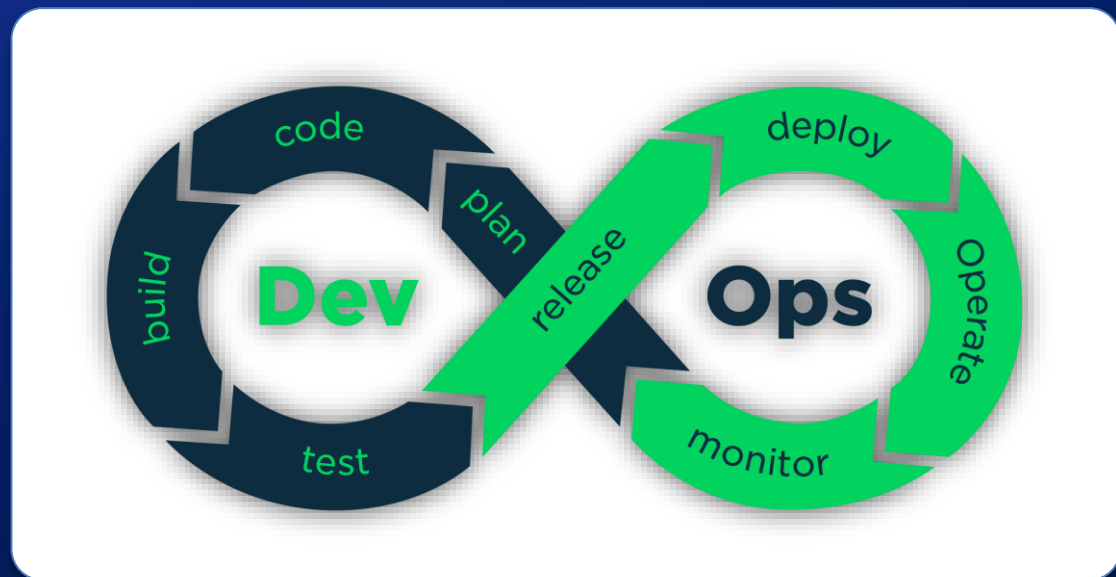 code
plan
build
test
release
deploy
Operate
monitor
Dev
Ops